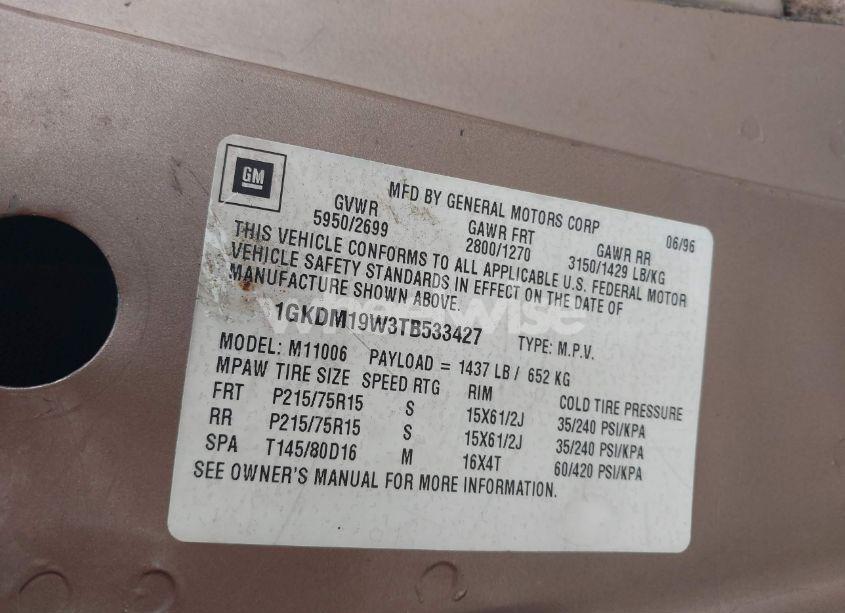 GM
MFD BY GENERAL MOTORS CORP 06/96
GVWR GAWR FRT GAWR RR
5950/2699 2800/1270 3150/1429 LB/KG
THIS VEHICLE CONFORMS TO ALL APPLICABLE U.S. FEDERAL MOTOR
VEHICLE SAFETY STANDARDS IN EFFECT ON THE DATE OF
MANUFACTURE SHOWN ABOVE.
1GKDM19W3TB533427 TYPE: M.P.V.
wheelwise
MODEL: M11006 PAYLOAD = 1437 LB / 652 KG
MPAW TIRE SIZE SPEED RTG RIM COLD TIRE PRESSURE
FRT P215/75R15 S 15X61/2J 35/240 PSI/KPA
RR P215/75R15 S 15X61/2J 35/240 PSI/KPA
SPA T145/80D16 M 16X4T 60/420 PSI/KPA
SEE OWNER'S MANUAL FOR MORE INFORMATION.